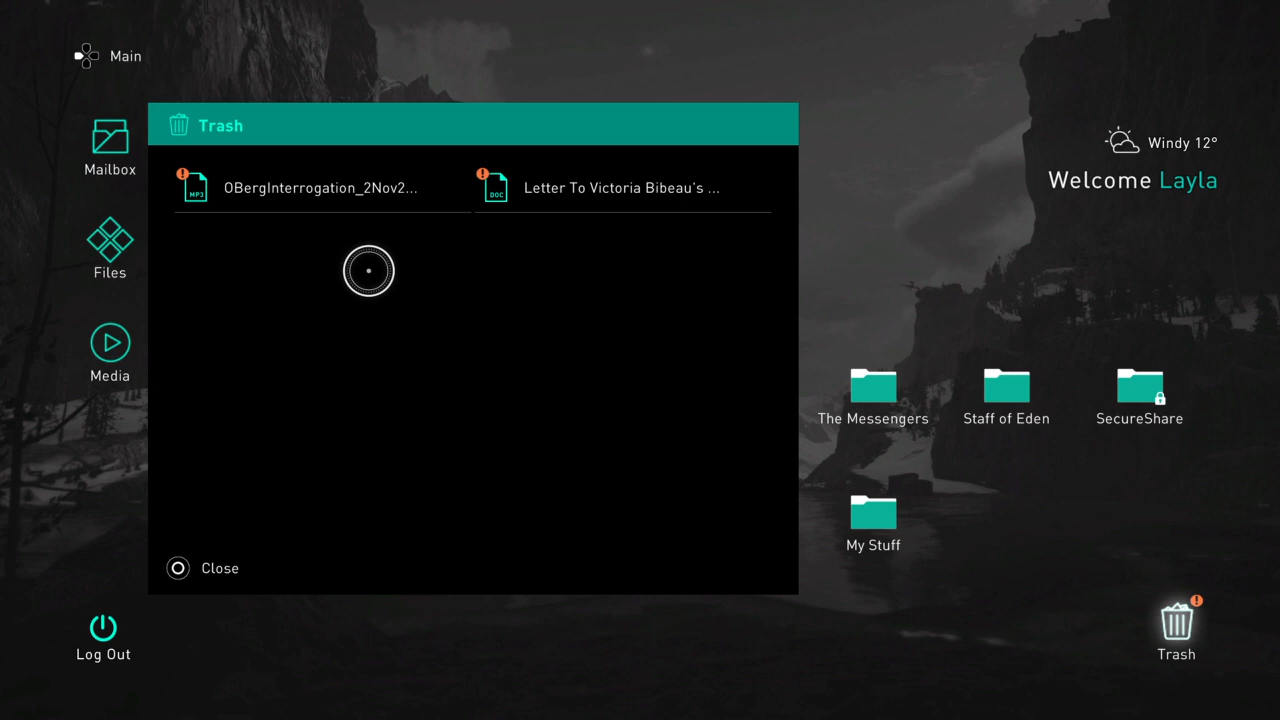 Main
Trash
Mailbox
MP3
OBergInterrogation_2Nov2...
DOC
Letter To Victoria Bibeau's ...
Windy 12°
Welcome Layla
Files
Media
The Messengers
Staff of Eden
SecureShare
My Stuff
Close
Log Out
Trash